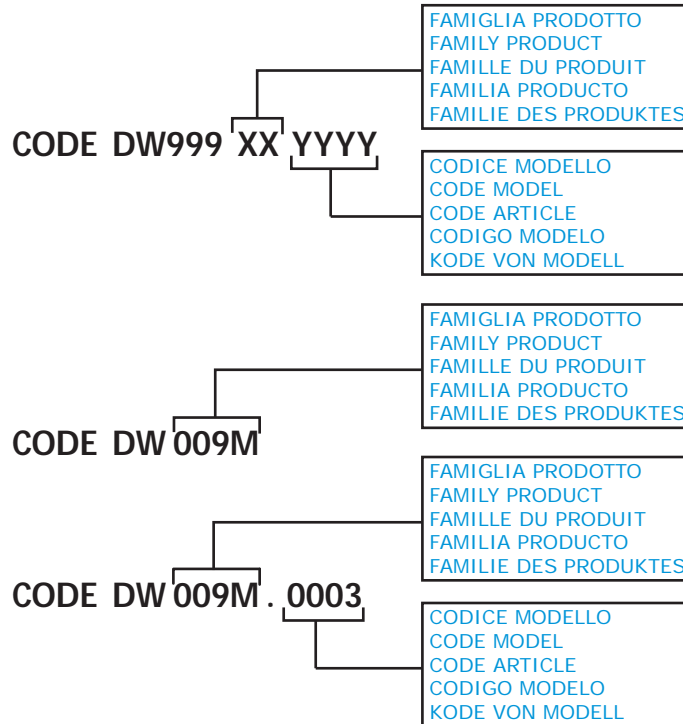 FAMIGLIA PRODOTTO
FAMILY PRODUCT
FAMILLE DU PRODUIT
FAMILIA PRODUCTO
FAMILIE DES PRODUKTES
CODE DW999 XX YYYY
CODICE MODELLO
CODE MODEL
CODE ARTICLE
CODIGO MODELO
KODE VON MODELL
FAMIGLIA PRODOTTO
FAMILY PRODUCT
FAMILLE DU PRODUIT
FAMILIA PRODUCTO
FAMILIE DES PRODUKTES
CODE DW 009M
FAMIGLIA PRODOTTO
FAMILY PRODUCT
FAMILLE DU PRODUIT
FAMILIA PRODUCTO
FAMILIE DES PRODUKTES
CODE DW 009M . 0003
CODICE MODELLO
CODE MODEL
CODE ARTICLE
CODIGO MODELO
KODE VON MODELL